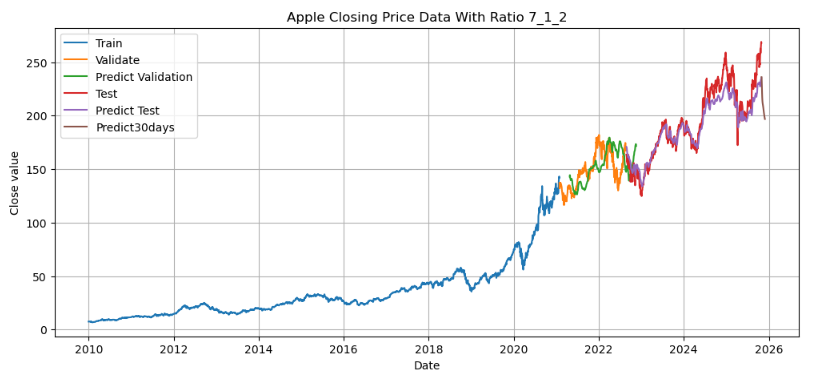 Apple Closing Price Data With Ratio 7_1_2
Train
Validate
Predict Validation
Test
Predict Test
Predict30days
Close value
250
200
150
100
50
0
2010 2012 2014 2016 2018 2020 2022 2024 2026
Date